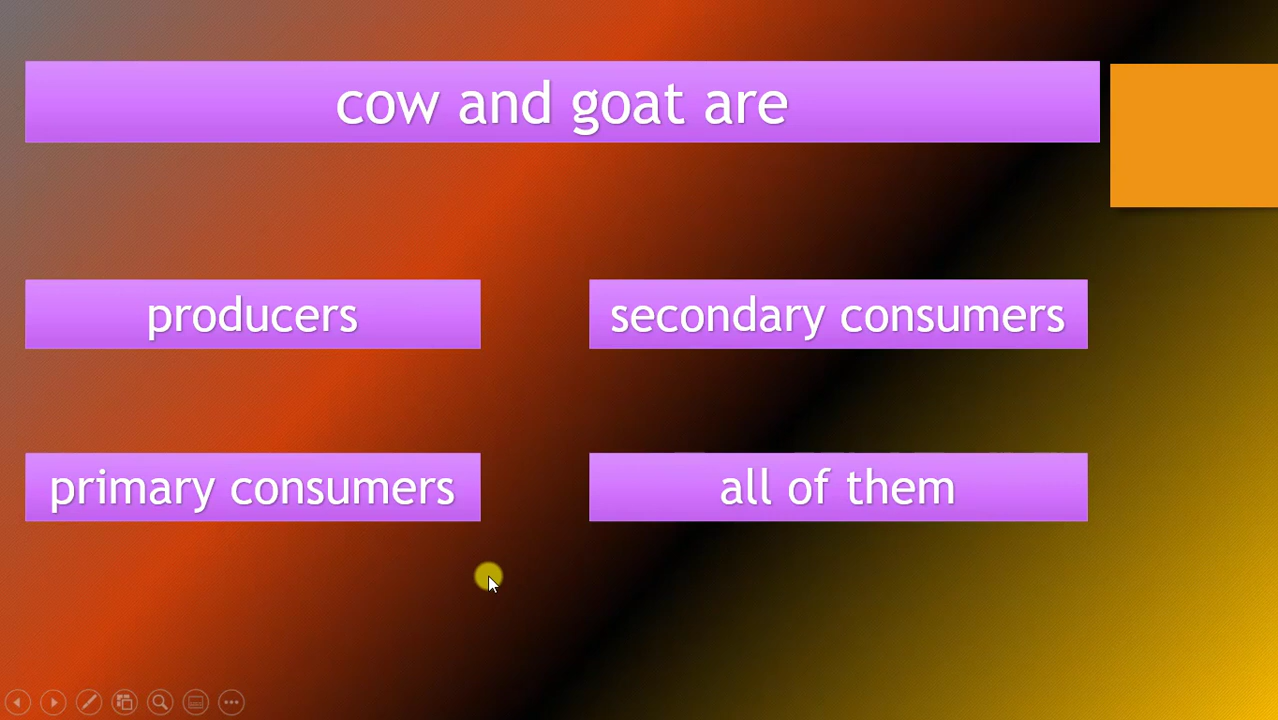 cow and goat are
producers
secondary consumers
primary consumers
all of them